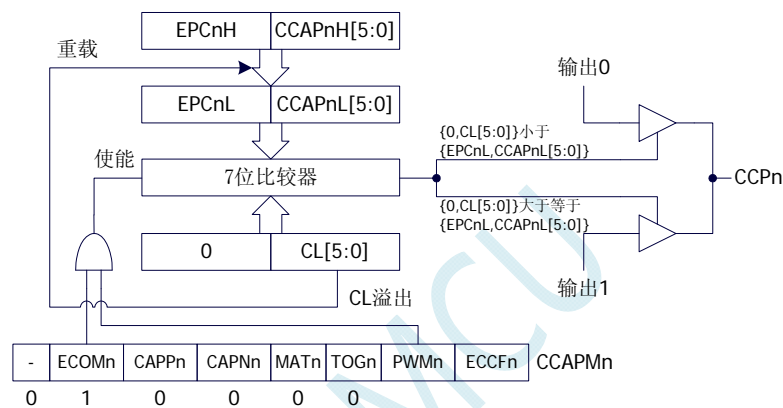 EPCnH CCAPnH[5:0]
重载
输出0
EPCnL CCAPnL[5:0]
{0,CL[5:0]}小于
{EPCnL,CCAPnL[5:0]}
使能
7位比较器
CCPn
{0,CL[5:0]}大于等于
{EPCnL,CCAPnL[5:0]}
0 CL[5:0]
CL溢出
输出1
- ECOMn CAPPn CAPNn MATn TOGn PWMn ECCFn CCAPMn
0 1 0 0 0 0
MCU